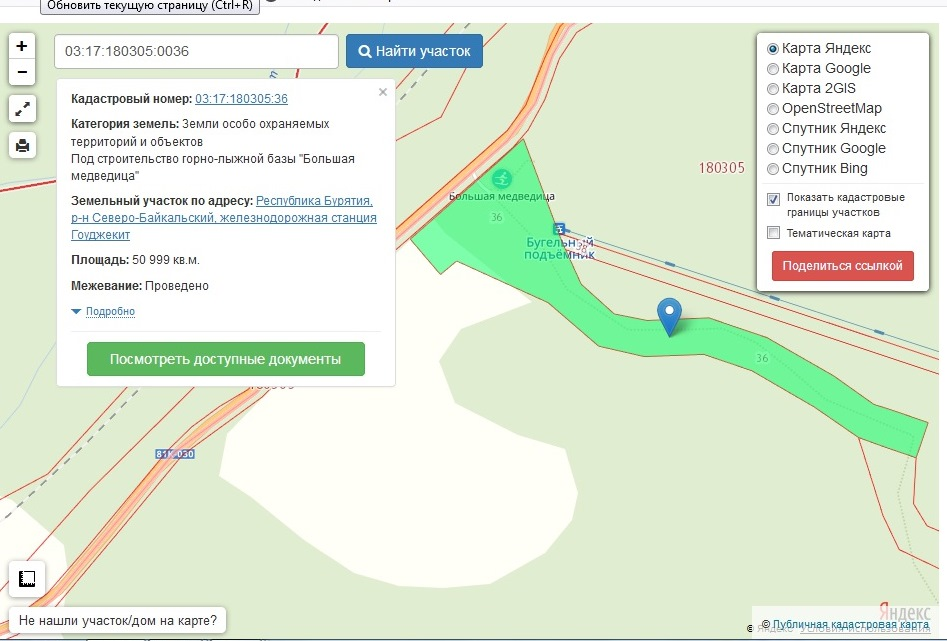 Обновить текущую страницу (Ctrl+R)
03:17:180305:0036
Найти участок
Кадастровый номер: 03:17:180305:36
Категория земель: Земли особо охраняемых
территорий и объектов
Под строительство горно-лыжной базы "Большая
медведица"
Земельный участок по адресу: Республика Бурятия,
р-н Северо-Байкальский, железнодорожная станция
Гоуджекит
Площадь: 50 999 кв.м.
Межевание: Проведено
Подробно
Посмотреть доступные документы
Карта Яндекс
Карта Google
Карта 2GIS
OpenStreetMap
Спутник Яндекс
Спутник Google
Спутник Bing
Показать кадастровые
границы участков
Тематическая карта
Поделиться ссылкой
180305
Большая медведица
36
Бугельный
подъёмник
36
81К-030
Не нашли участок/дом на карте?
Яндекс
© Публичная кадастровая карта
© Яндекс Условия использования